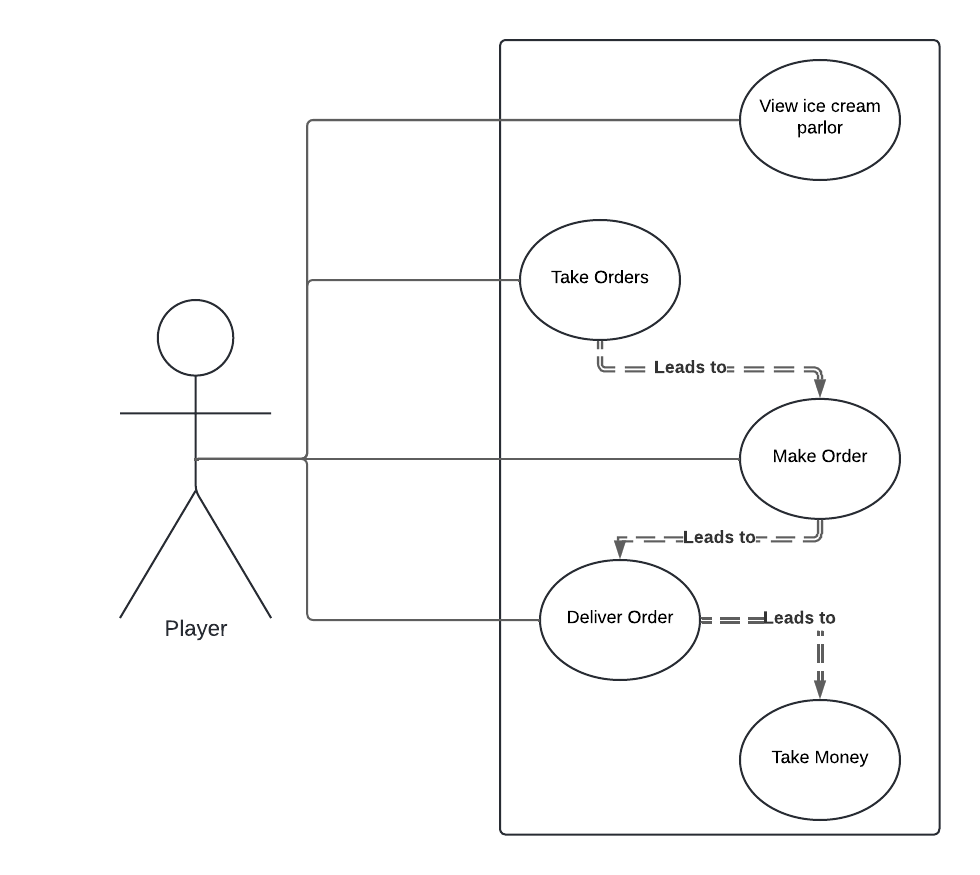 View ice cream
parlor
Take Orders
Leads to
Make Order
Leads to
Deliver Order
Leads to
Player
Take Money